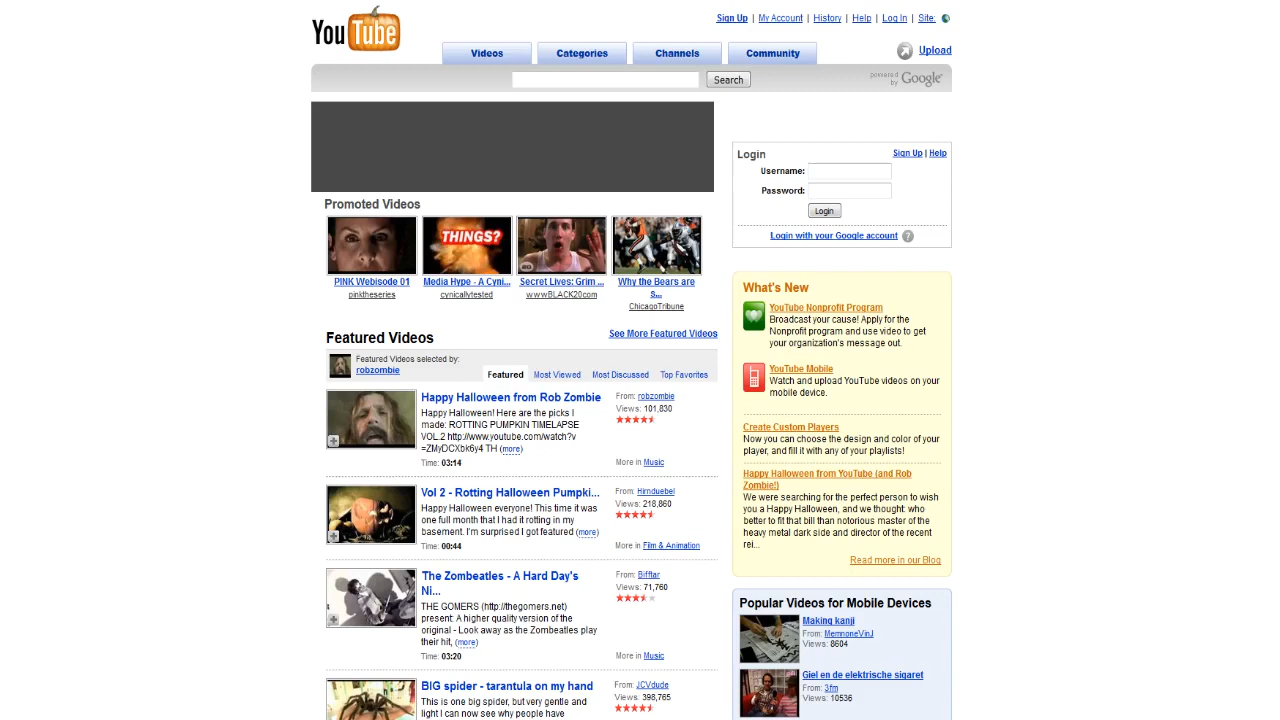 YouTube
Sign Up | My Account | History | Help | Log In | Site:
Videos
Categories
Channels
Community
Upload
Search
powered by Google
Login
Sign Up | Help
Username:
Password:
Login
Login with your Google account ?
Promoted Videos
THINGS?
PINK Webisode 01
pinktheseries
Media Hype - A Cyni...
cynicallytested
Secret Lives: Grim ...
wwwBLACK20com
Why the Bears are
s...
ChicagoTribune
Featured Videos
See More Featured Videos
Featured Videos selected by:
robzombie
Featured
Most Viewed
Most Discussed
Top Favorites
Happy Halloween from Rob Zombie
Happy Halloween! Here are the picks I
made: ROTTING PUMPKIN TIMELAPSE
VOL.2 http://www.youtube.com/watch?v
=ZMyDCXbk6y4 TH (more)
Time: 03:14
From: robzombie
Views: 101,830
More in Music
Vol 2 - Rotting Halloween Pumpki...
Happy Halloween everyone! This time it was
one full month that I had it rotting in my
basement. I'm surprised I got featured (more)
Time: 00:44
From: Hirnduebel
Views: 218,860
More in Film & Animation
The Zombeatles - A Hard Day's
Ni...
THE GOMERS (http://thegomers.net)
present: A higher quality version of the
original - Look away as the Zombeatles play
their hit, (more)
Time: 03:20
From: Bifftar
Views: 71,760
More in Music
BIG spider - tarantula on my hand
This is one big spider, but very gentle and
light I can now see why people have
From: JCVdude
Views: 398,765
What's New
YouTube Nonprofit Program
Broadcast your cause! Apply for the
Nonprofit program and use video to get
your organization's message out.
YouTube Mobile
Watch and upload YouTube videos on your
mobile device.
Create Custom Players
Now you can choose the design and color of your
player, and fill it with any of your playlists!
Happy Halloween from YouTube (and Rob
Zombie!)
We were searching for the perfect person to wish
you a Happy Halloween, and we thought: who
better to fit that bill than notorious master of the
heavy metal dark side and director of the recent
rei...
Read more in our Blog
Popular Videos for Mobile Devices
Making kanji
From: MemnoneVinJ
Views: 8604
Giel en de elektrische sigaret
From: 3fm
Views: 10536